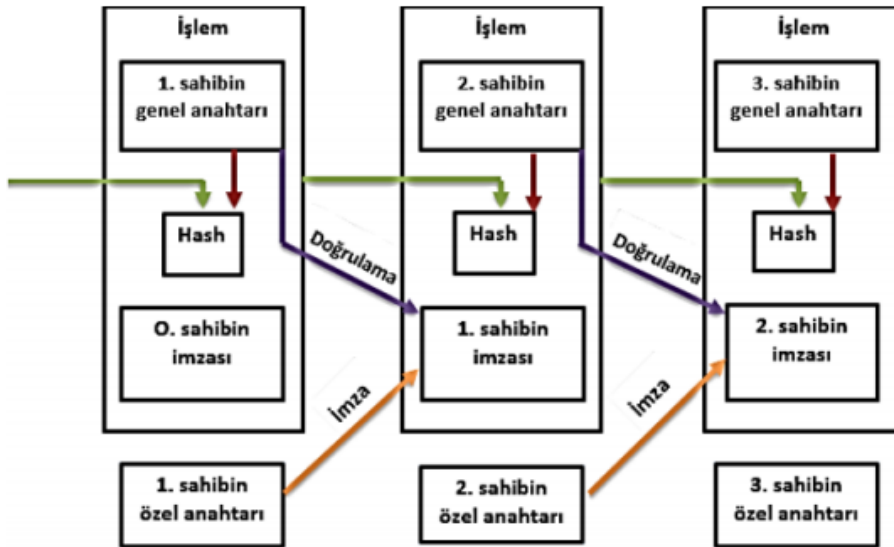 İşlem
1. sahibin
genel anahtarı
Hash
O. sahibin
imzası
1. sahibin
özel anahtarı
Doğrulama
İmza
İşlem
2. sahibin
genel anahtarı
Hash
1. sahibin
imzası
2. sahibin
özel anahtarı
Doğrulama
İmza
İşlem
3. sahibin
genel anahtarı
Hash
2. sahibin
imzası
3. sahibin
özel anahtarı